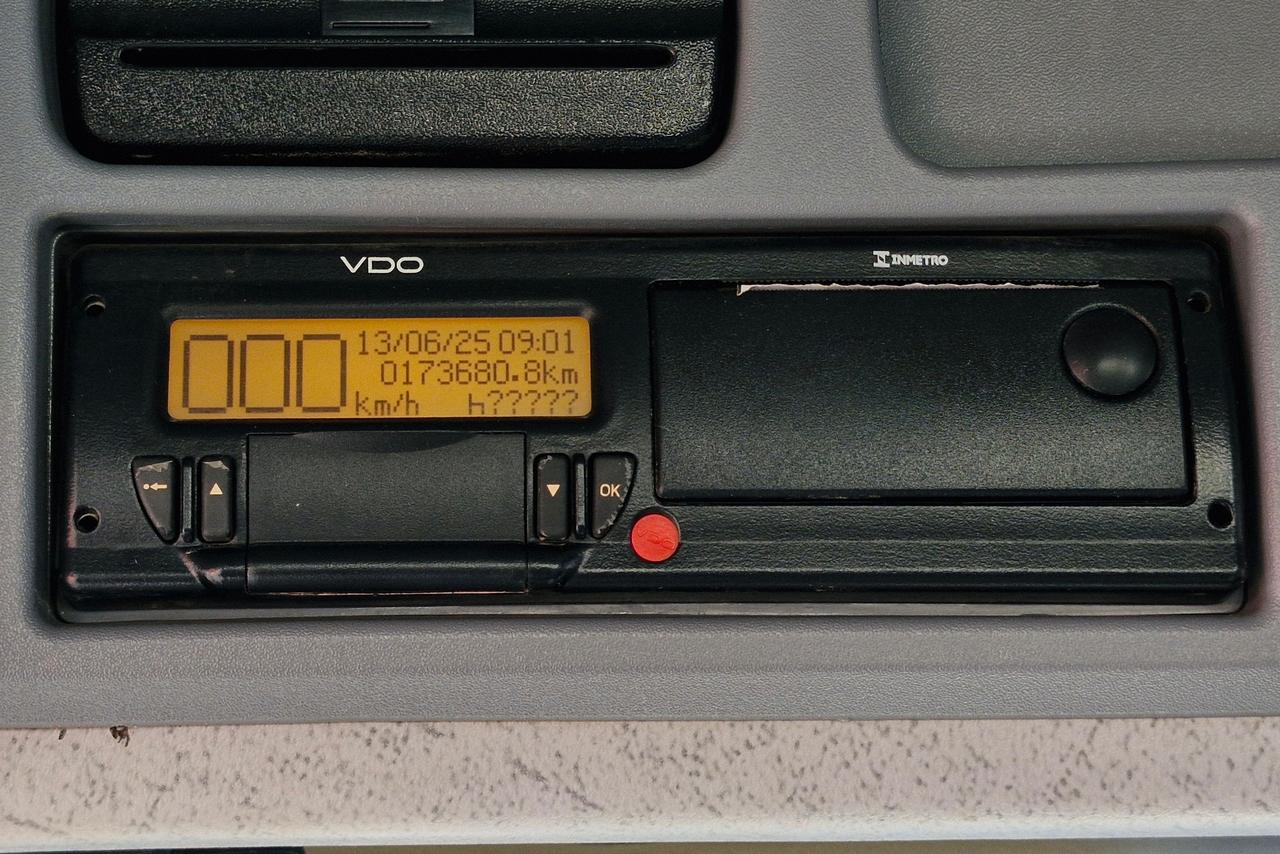 VDO
INMETRO
000 13/06/25 09:01
0173680.8km
km/h ?????
OK